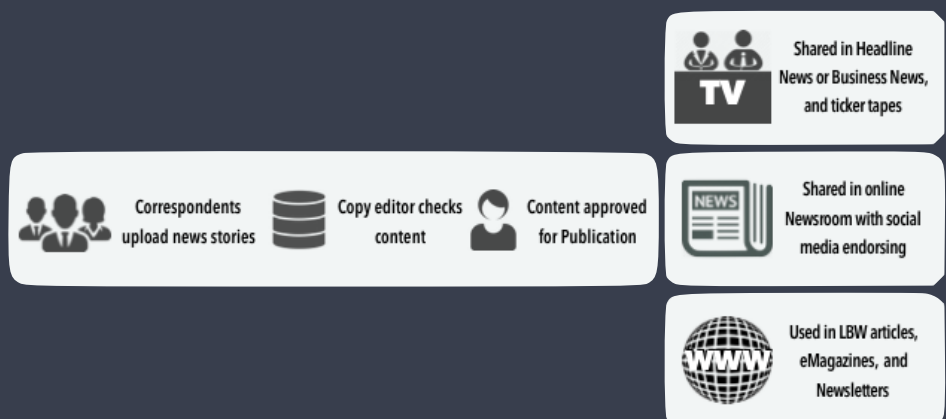 Correspondents
upload news stories
Copy editor checks
content
Content approved
for Publication
TV
Shared in Headline
News or Business News,
and ticker tapes
NEWS
Shared in online
Newsroom with social
media endorsing
WWW
Used in LBW articles,
eMagazines, and
Newsletters